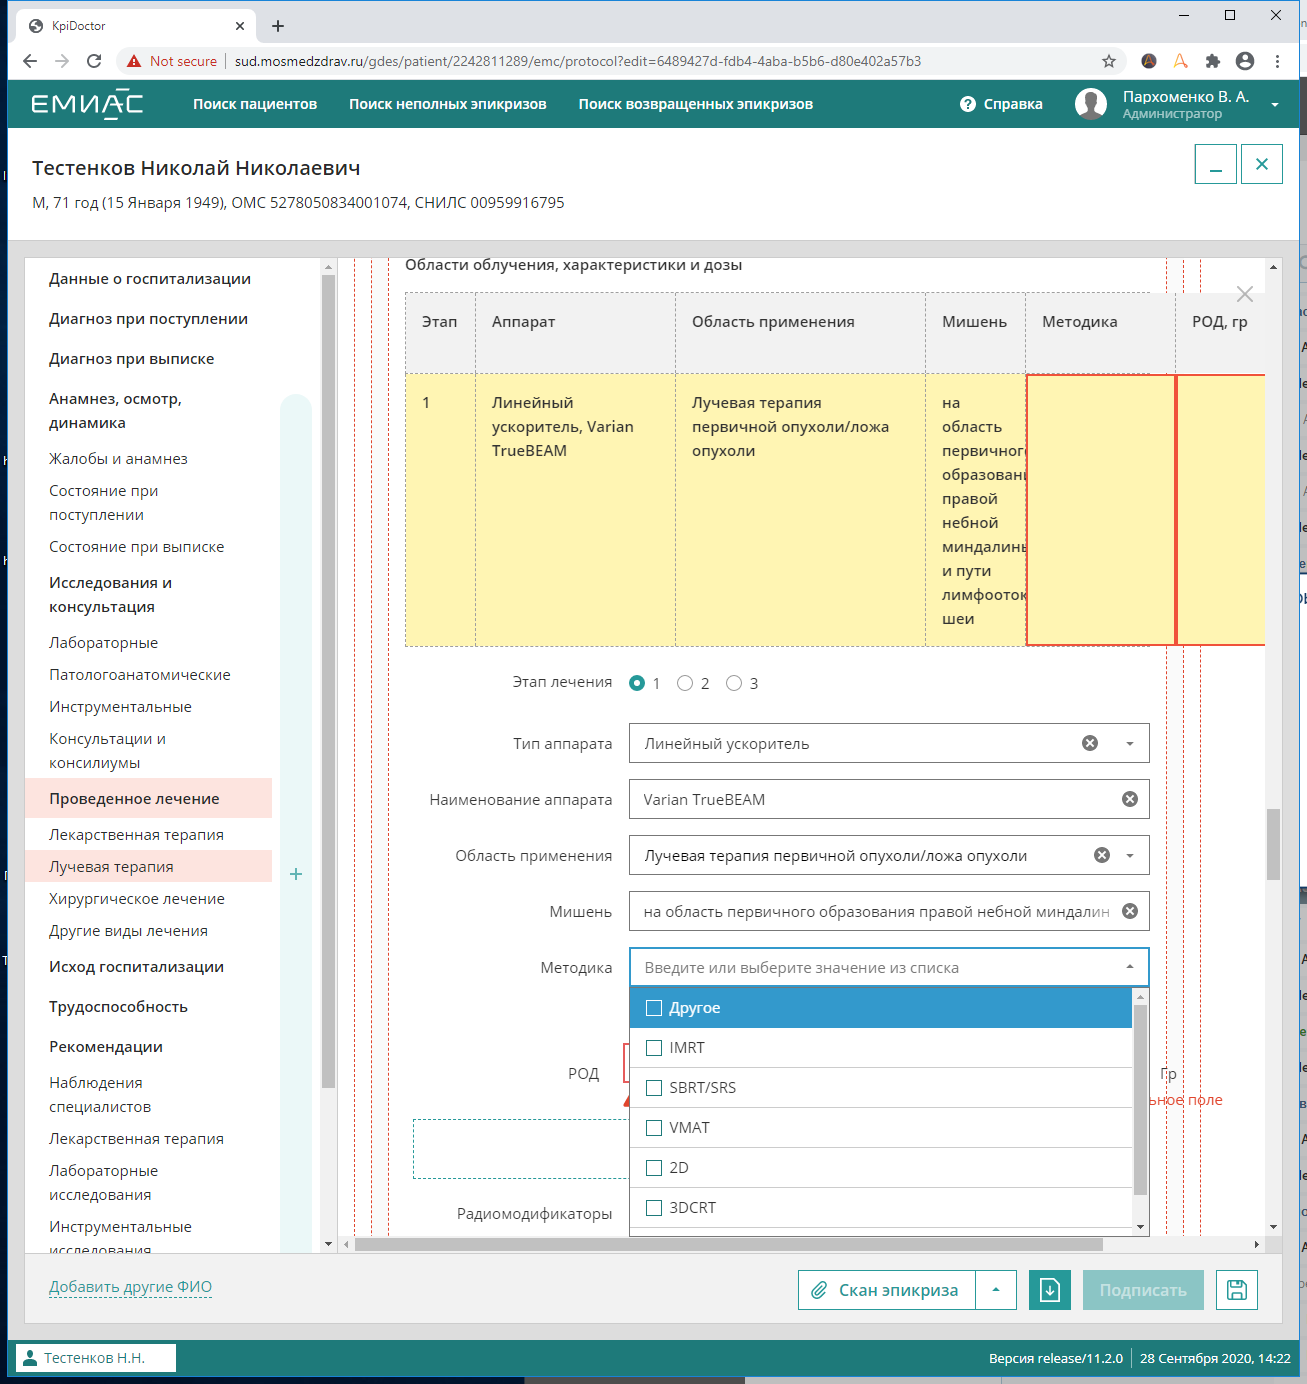 KpiDoctor
Not secure
sud.mosmedzdrav.ru/gdes/patient/2242811289/emc/protocol?edit=6489427d-fdb4-4aba-b5b6-d80e402a57b3
ЕМИАС
Поиск пациентов
Поиск неполных эпикризов
Поиск возвращенных эпикризов
Справка
Пархоменко В. А.
Администратор
Тестенков Николай Николаевич
М, 71 год (15 Января 1949), ОМС 5278050834001074, СНИЛС 00959916795
Данные о госпитализации
Диагноз при поступлении
Диагноз при выписке
Анамнез, осмотр,
динамика
Жалобы и анамнез
Состояние при
поступлении
Состояние при выписке
Исследования и
консультация
Лабораторные
Патологоанатомические
Инструментальные
Консультации и
консилиумы
Проведенное лечение
Лекарственная терапия
Лучевая терапия
Хирургическое лечение
Другие виды лечения
Исход госпитализации
Трудоспособность
Рекомендации
Наблюдения
специалистов
Лекарственная терапия
Лабораторные
исследования
Инструментальные
исследования
Области облучения, характеристики и дозы
Этап
Аппарат
Область применения
Мишень
Методика
РОД, гр
1
Линейный
ускоритель, Varian
TrueBEAM
Лучевая терапия
первичной опухоли/ложа
опухоли
на
область
первичног
образовани
правой
небной
миндалинь
и пути
лимфооток
шеи
Этап лечения
1
2
3
Тип аппарата
Линейный ускоритель
Наименование аппарата
Varian TrueBEAM
Область применения
Лучевая терапия первичной опухоли/ложа опухоли
Мишень
на область первичного образования правой небной миндалин
Методика
Введите или выберите значение из списка
Другое
IMRT
SBRT/SRS
VMAT
2D
3DCRT
РОД
Гр
ьное поле
Радиомодификаторы
Добавить другие ФИО
Скан эпикриза
Подписать
Тестенков Н.Н.
Версия release/11.2.0
28 Сентября 2020, 14:22